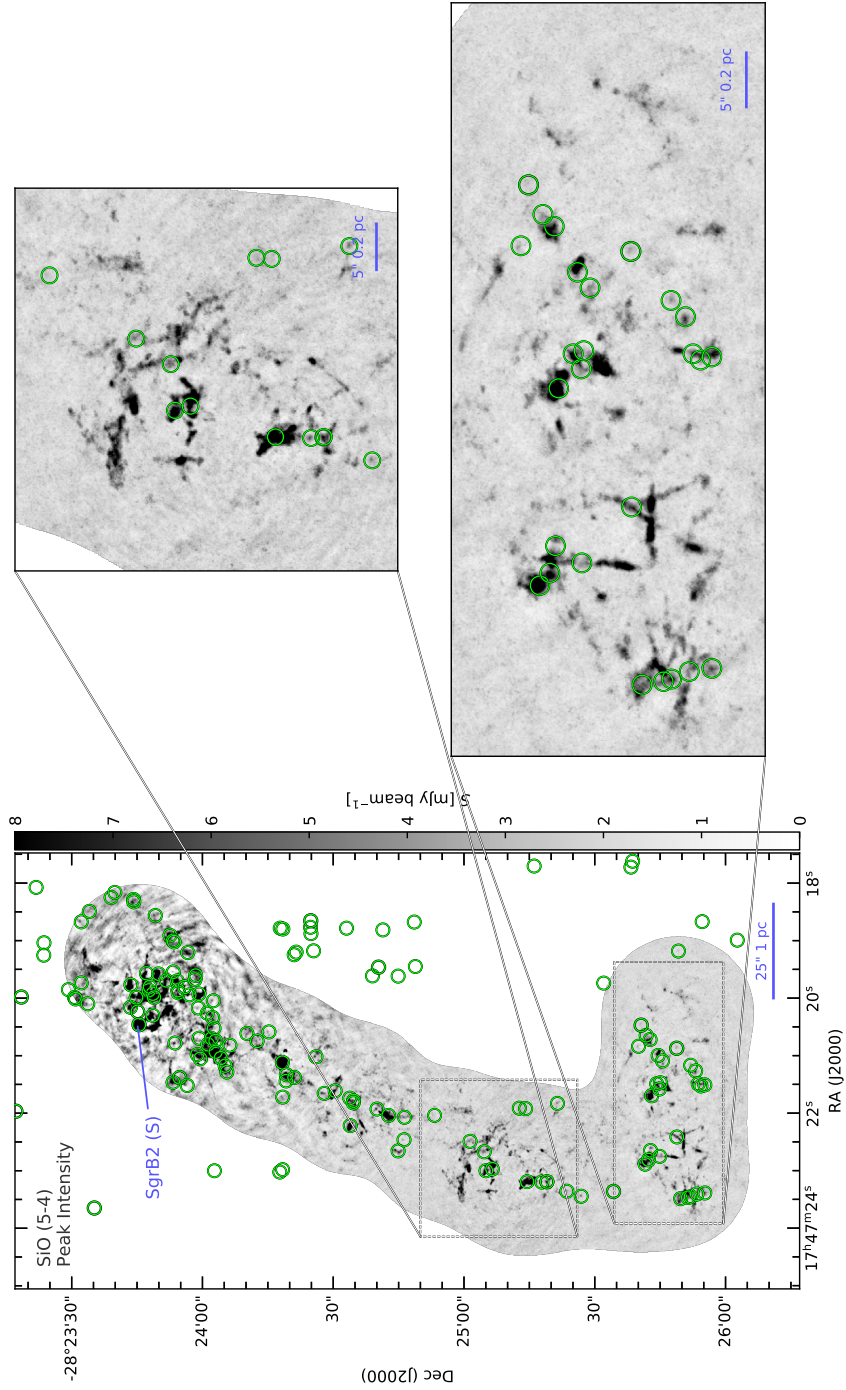 SiO (5-4)
Peak Intensity
SgrB2 (S)
25" 1 pc
-28°23'30"
24'00"
30"
25'00"
30"
26'00"
Dec (J2000)
17ʰ47ᵐ24ˢ
22ˢ
20ˢ
18ˢ
RA (J2000)
0
1
2
3
4
5
6
7
8
S [mJy beam⁻¹]
5" 0.2 pc
5" 0.2 pc